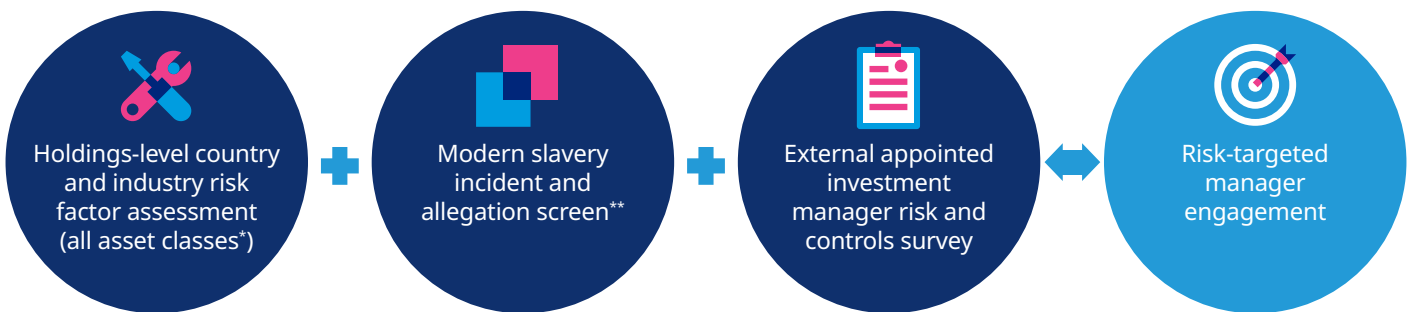 Holdings-level country
and industry risk
factor assessment
(all asset classes*)
Modern slavery
incident and
allegation screen**
External appointed
investment
manager risk and
controls survey
Risk-targeted
manager
engagement